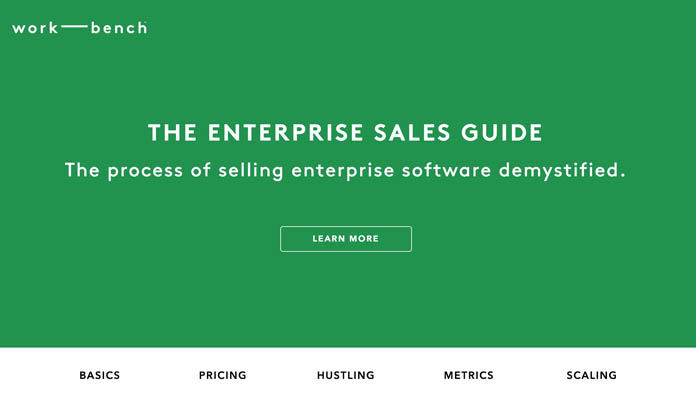 work—bench
THE ENTERPRISE SALES GUIDE
The process of selling enterprise software demystified.
LEARN MORE
BASICS PRICING HUSTLING METRICS SCALING